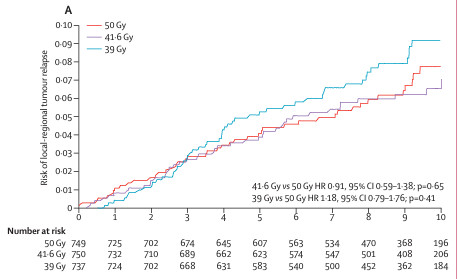 A
50 Gy
41·6 Gy
39 Gy
Risk of local-regional tumour relapse
0·10
0·09
0·08
0·07
0·06
0·05
0·04
0·03
0·02
0·01
0
0 1 2 3 4 5 6 7 8 9 10
41·6 Gy vs 50 Gy HR 0·91, 95% CI 0·59–1·38; p=0·65
39 Gy vs 50 Gy HR 1·18, 95% CI 0·79–1·76; p=0·41
Number at risk
50 Gy 749 725 702 674 645 607 563 534 470 368 196
41·6 Gy 750 732 710 689 662 623 574 547 501 408 206
39 Gy 737 724 702 668 631 583 540 500 452 362 184